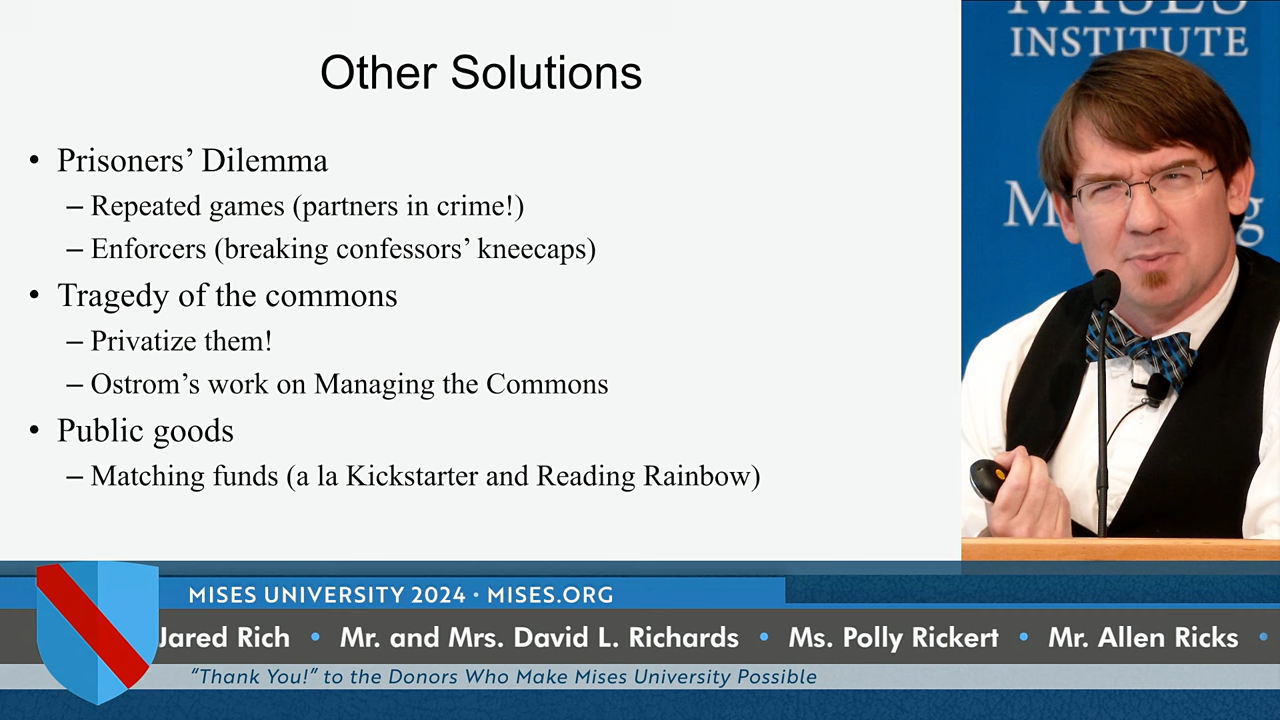 Other Solutions
• Prisoners’ Dilemma
– Repeated games (partners in crime!)
– Enforcers (breaking confessors’ kneecaps)
• Tragedy of the commons
– Privatize them!
– Ostrom’s work on Managing the Commons
• Public goods
– Matching funds (a la Kickstarter and Reading Rainbow)
MISES
INSTITUTE
MISES UNIVERSITY 2024 • MISES.ORG
Jared Rich • Mr. and Mrs. David L. Richards • Ms. Polly Rickert • Mr. Allen Ricks •
“Thank You!” to the Donors Who Make Mises University Possible